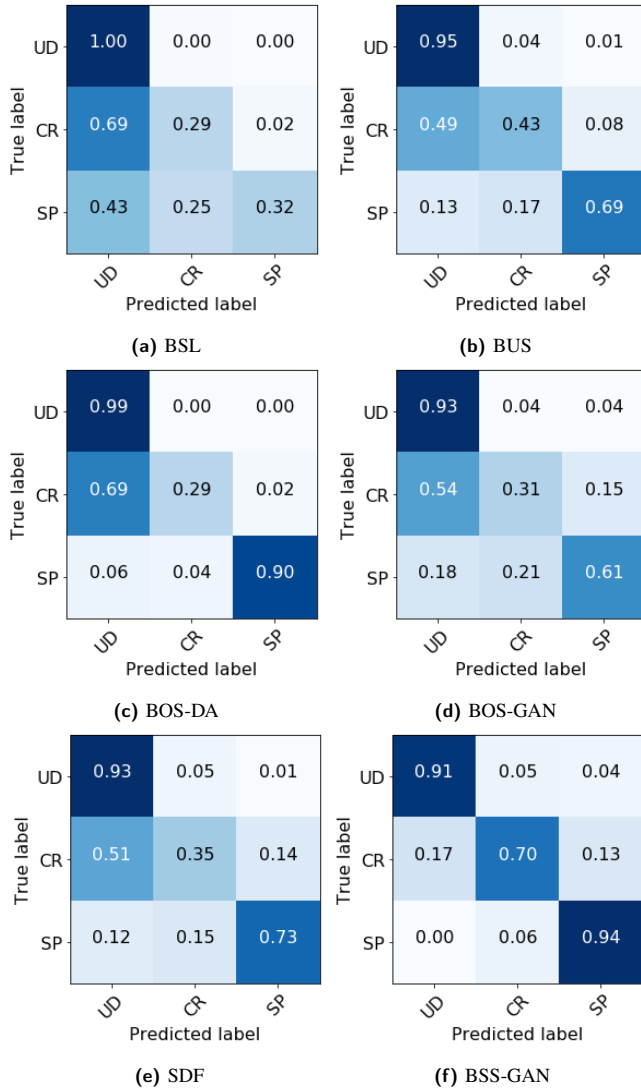 UD 1.00 0.00 0.00 UD 0.95 0.04 0.01
True label CR 0.69 0.29 0.02 True label CR 0.49 0.43 0.08
SP 0.43 0.25 0.32 SP 0.13 0.17 0.69
UD CR SP UD CR SP
Predicted label Predicted label
(a) BSL (b) BUS
UD 0.99 0.00 0.00 UD 0.93 0.04 0.04
True label CR 0.69 0.29 0.02 True label CR 0.54 0.31 0.15
SP 0.06 0.04 0.90 SP 0.18 0.21 0.61
UD CR SP UD CR SP
Predicted label Predicted label
(c) BOS-DA (d) BOS-GAN
UD 0.93 0.05 0.01 UD 0.91 0.05 0.04
True label CR 0.51 0.35 0.14 True label CR 0.17 0.70 0.13
SP 0.12 0.15 0.73 SP 0.00 0.06 0.94
UD CR SP UD CR SP
Predicted label Predicted label
(e) SDF (f) BSS-GAN